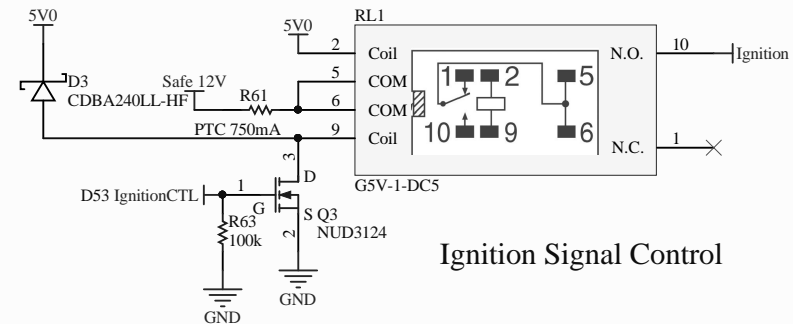 5V0
D3
CDBA240LL-HF
Safe 12V
R61
PTC 750mA
5V0
RL1
2 Coil
5 COM
6 COM
9 Coil
1 2 5
10 9 6
N.O. 10 Ignition
N.C. 1
G5V-1-DC5
3
D
D53 IgnitionCTL
1
G
S Q3
NUD3124
2
R63
100k
GND
GND
Ignition Signal Control